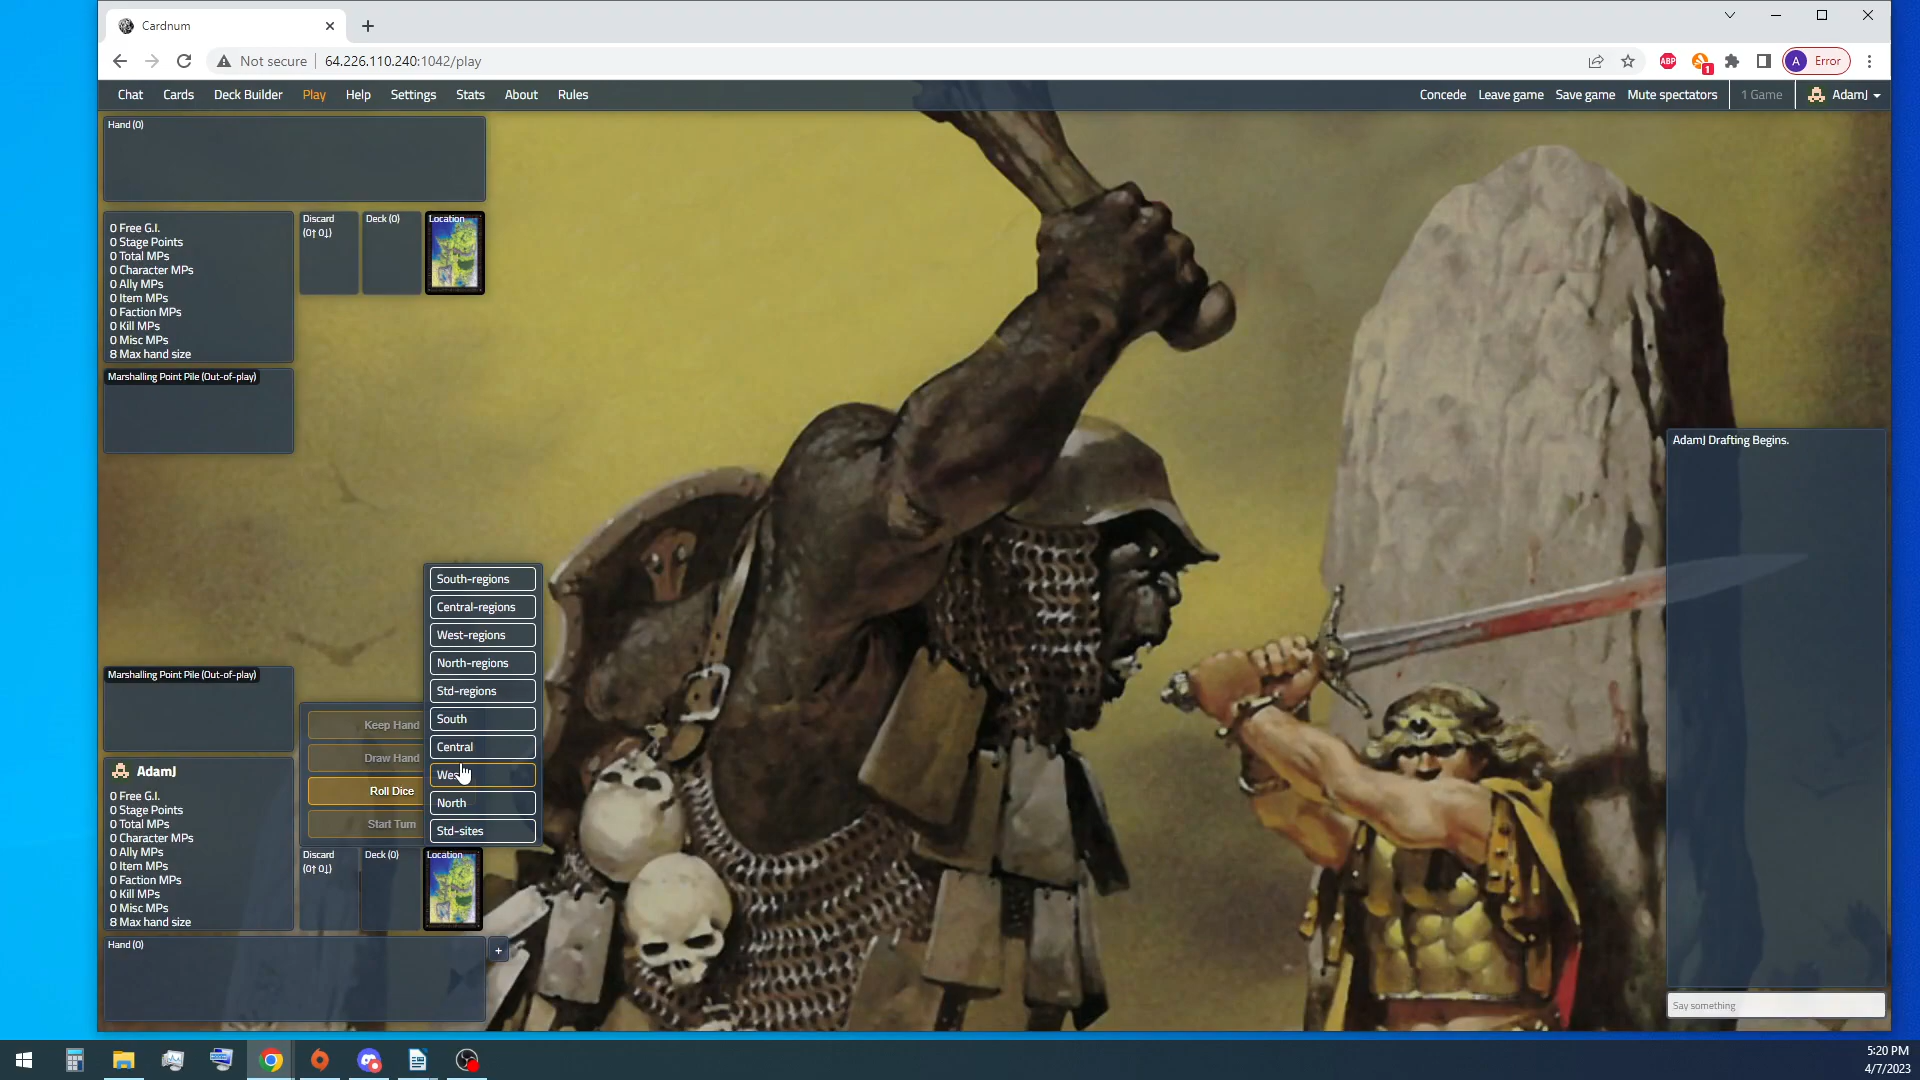 Cardnum
Not secure
64.226.110.240:1042/play
ABP
1
A
Error
Chat
Cards
Deck Builder
Play
Help
Settings
Stats
About
Rules
Concede
Leave game
Save game
Mute spectators
1 Game
AdamJ
Hand (0)
0 Free G.I.
0 Stage Points
0 Total MPs
0 Character MPs
0 Ally MPs
0 Item MPs
0 Faction MPs
0 Kill MPs
0 Misc MPs
8 Max hand size
Discard
(0↑ 0↓)
Deck (0)
Location
Marshalling Point Pile (Out-of-play)
AdamJ Drafting Begins.
South-regions
Central-regions
West-regions
North-regions
Std-regions
South
Central
Wes
North
Std-sites
Marshalling Point Pile (Out-of-play)
Keep Hand
Draw Hand
Roll Dice
Start Turn
AdamJ
0 Free G.I.
0 Stage Points
0 Total MPs
0 Character MPs
0 Ally MPs
0 Item MPs
0 Faction MPs
0 Kill MPs
0 Misc MPs
8 Max hand size
Discard
(0↑ 0↓)
Deck (0)
Location
Hand (0)
+
Say something
5:20 PM
4/7/2023